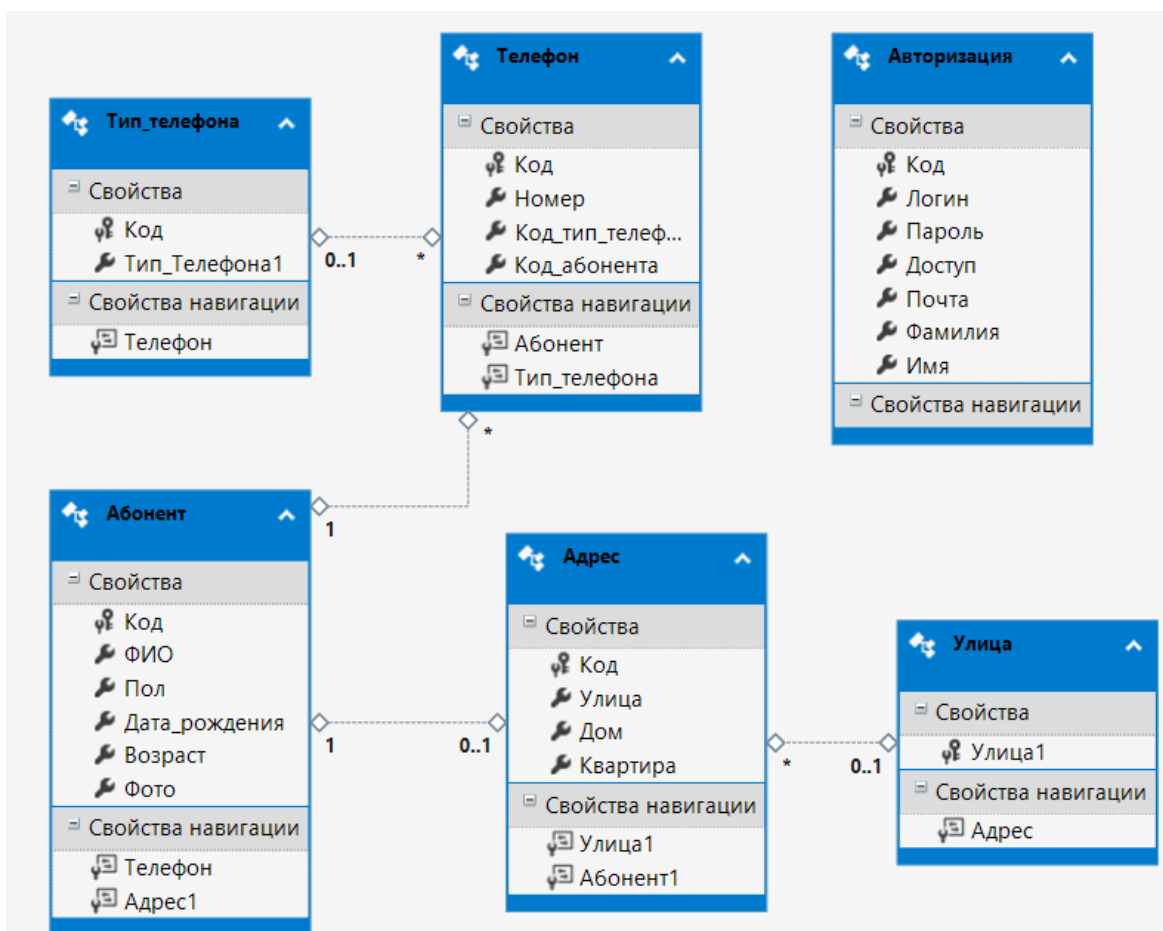 Тип_телефона
Свойства
Код
Тип_Телефона1
Свойства навигации
Телефон
0..1
*
Телефон
Свойства
Код
Номер
Код_тип_телеф...
Код_абонента
Свойства навигации
Абонент
Тип_телефона
*
Авторизация
Свойства
Код
Логин
Пароль
Доступ
Почта
Фамилия
Имя
Свойства навигации
Абонент
1
Свойства
Код
ФИО
Пол
Дата_рождения
Возраст
Фото
Свойства навигации
Телефон
Адрес1
1
0..1
Адрес
Свойства
Код
Улица
Дом
Квартира
Свойства навигации
Улица1
Абонент1
*
0..1
Улица
Свойства
Улица1
Свойства навигации
Адрес